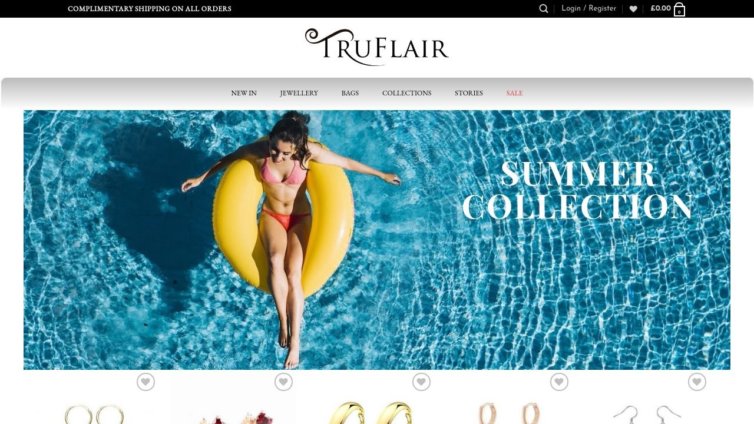 COMPLIMENTARY SHIPPING ON ALL ORDERS
Login / Register
£0.00
0
TRUFLAIR
NEW IN
JEWELLERY
BAGS
COLLECTIONS
STORIES
SALE
SUMMER
COLLECTION